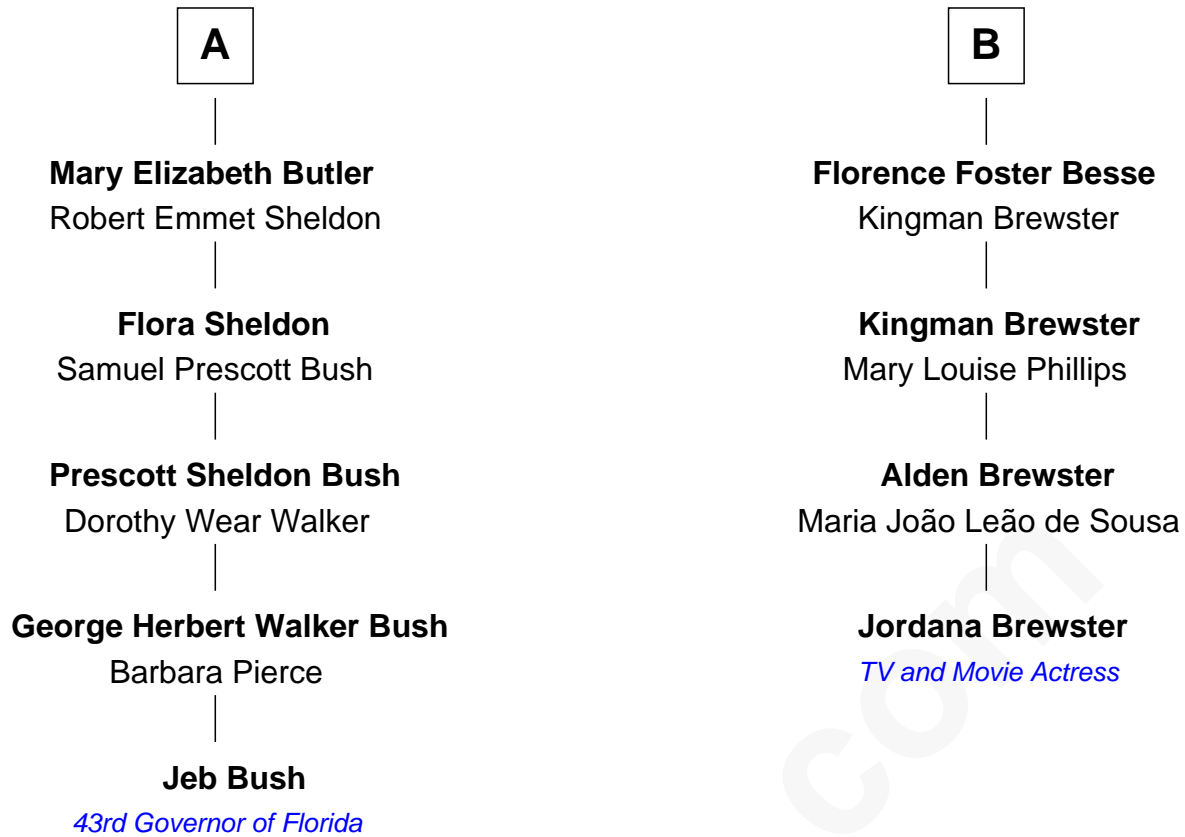 A
Mary Elizabeth Butler
Robert Emmet Sheldon
Flora Sheldon
Samuel Prescott Bush
Prescott Sheldon Bush
Dorothy Wear Walker
George Herbert Walker Bush
Barbara Pierce
Jeb Bush
43rd Governor of Florida
B
Florence Foster Besse
Kingman Brewster
Kingman Brewster
Mary Louise Phillips
Alden Brewster
Maria João Leão de Sousa
Jordana Brewster
TV and Movie Actress
com